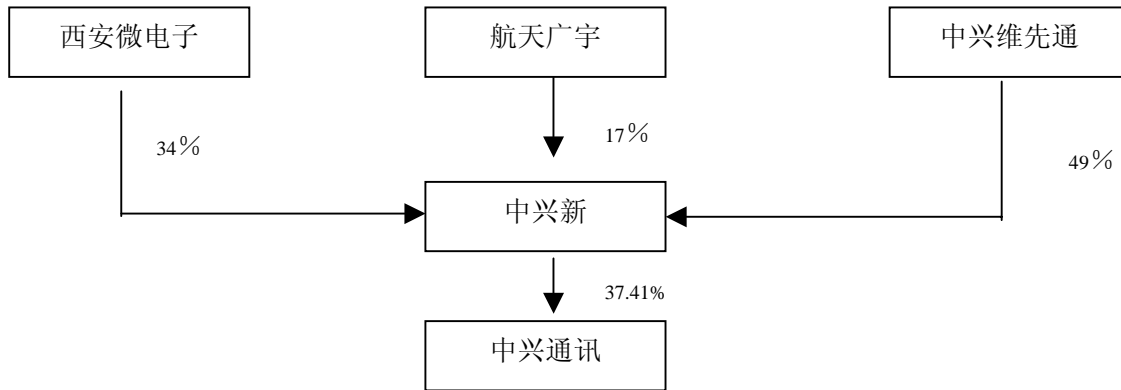 西安微电子
航天广宇
中兴维先通
34％
17％
49％
中兴新
37.41%
中兴通讯